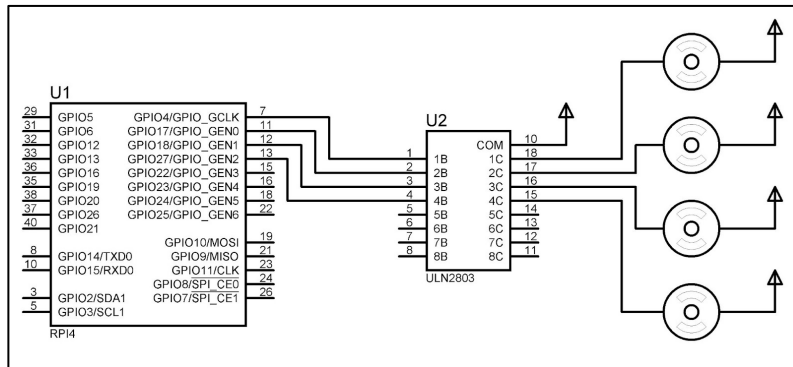 U1
29 GPIO5 GPIO4/GPIO_GCLK 7
31 GPIO6 GPIO17/GPIO_GEN0 11
32 GPIO12 GPIO18/GPIO_GEN1 12
33 GPIO13 GPIO27/GPIO_GEN2 13
36 GPIO16 GPIO22/GPIO_GEN3 15
35 GPIO19 GPIO23/GPIO_GEN4 16
38 GPIO20 GPIO24/GPIO_GEN5 18
37 GPIO26 GPIO25/GPIO_GEN6 22
40 GPIO21
GPIO10/MOSI 19
8 GPIO14/TXD0 GPIO9/MISO 21
10 GPIO15/RXD0 GPIO11/CLK 23
GPIO8/SPI_CE0 24
3 GPIO2/SDA1 GPIO7/SPI_CE1 26
5 GPIO3/SCL1
RPI4
U2
COM 10
1 1B 1C 18
2 2B 2C 17
3 3B 3C 16
4 4B 4C 15
5 5B 5C 14
6 6B 6C 13
7 7B 7C 12
8 8B 8C 11
ULN2803